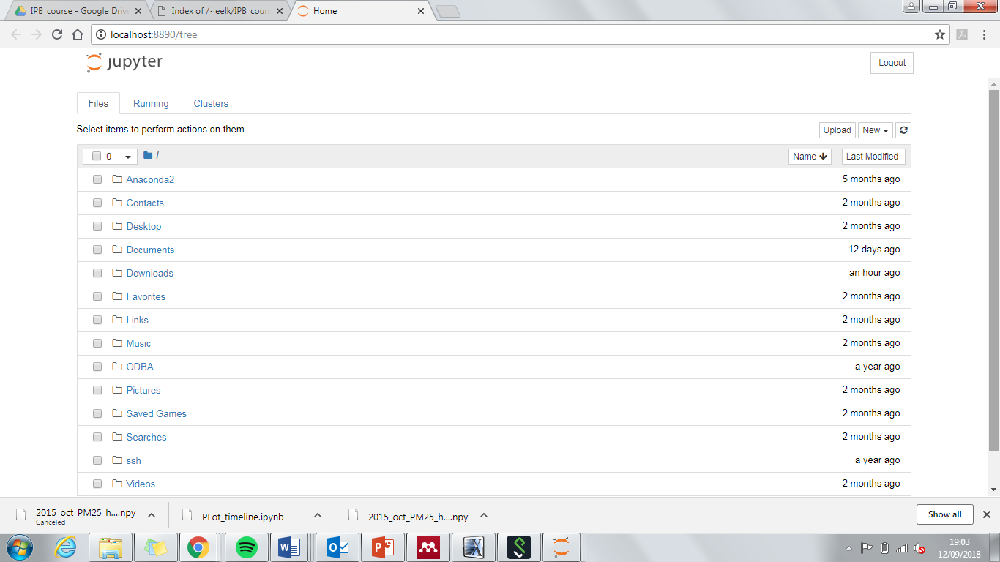 IPB_course - Google Drive
Index of /~eelk/IPB_cours
Home
localhost:8890/tree
jupyter
Logout
Files
Running
Clusters
Select items to perform actions on them.
Upload
New
0
/
Name
Last Modified
Anaconda2
5 months ago
Contacts
2 months ago
Desktop
2 months ago
Documents
12 days ago
Downloads
an hour ago
Favorites
2 months ago
Links
2 months ago
Music
2 months ago
ODBA
a year ago
Pictures
2 months ago
Saved Games
2 months ago
Searches
2 months ago
ssh
a year ago
Videos
2 months ago
2015_oct_PM25_h....npy
Canceled
PLot_timeline.ipynb
2015_oct_PM25_h....npy
Show all
19:03
12/09/2018